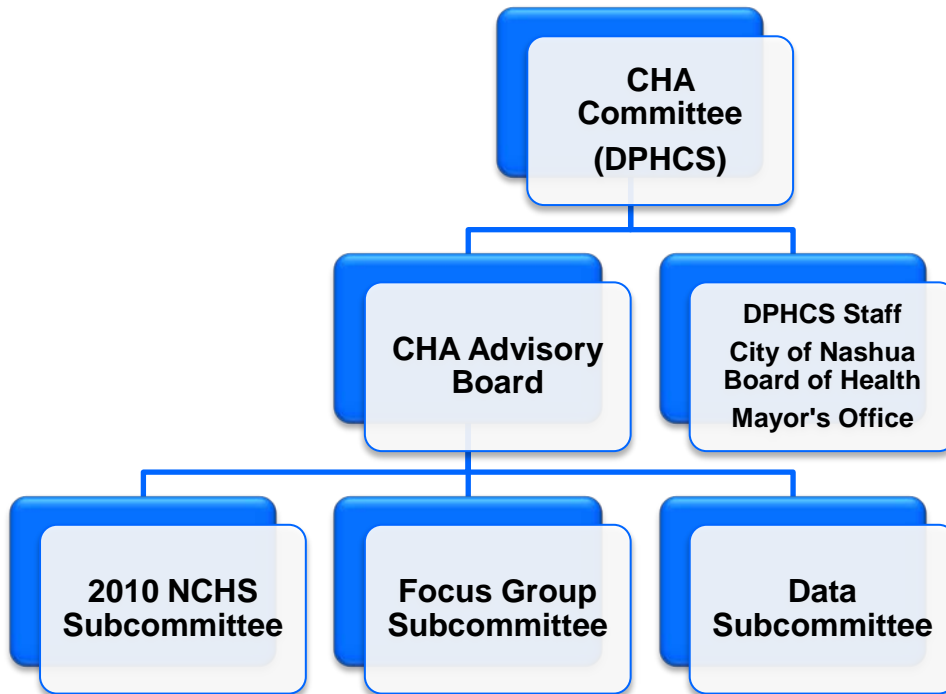 CHA
Committee
(DPHCS)
CHA Advisory
Board
DPHCS Staff
City of Nashua
Board of Health
Mayor's Office
2010 NCHS
Subcommittee
Focus Group
Subcommittee
Data
Subcommittee